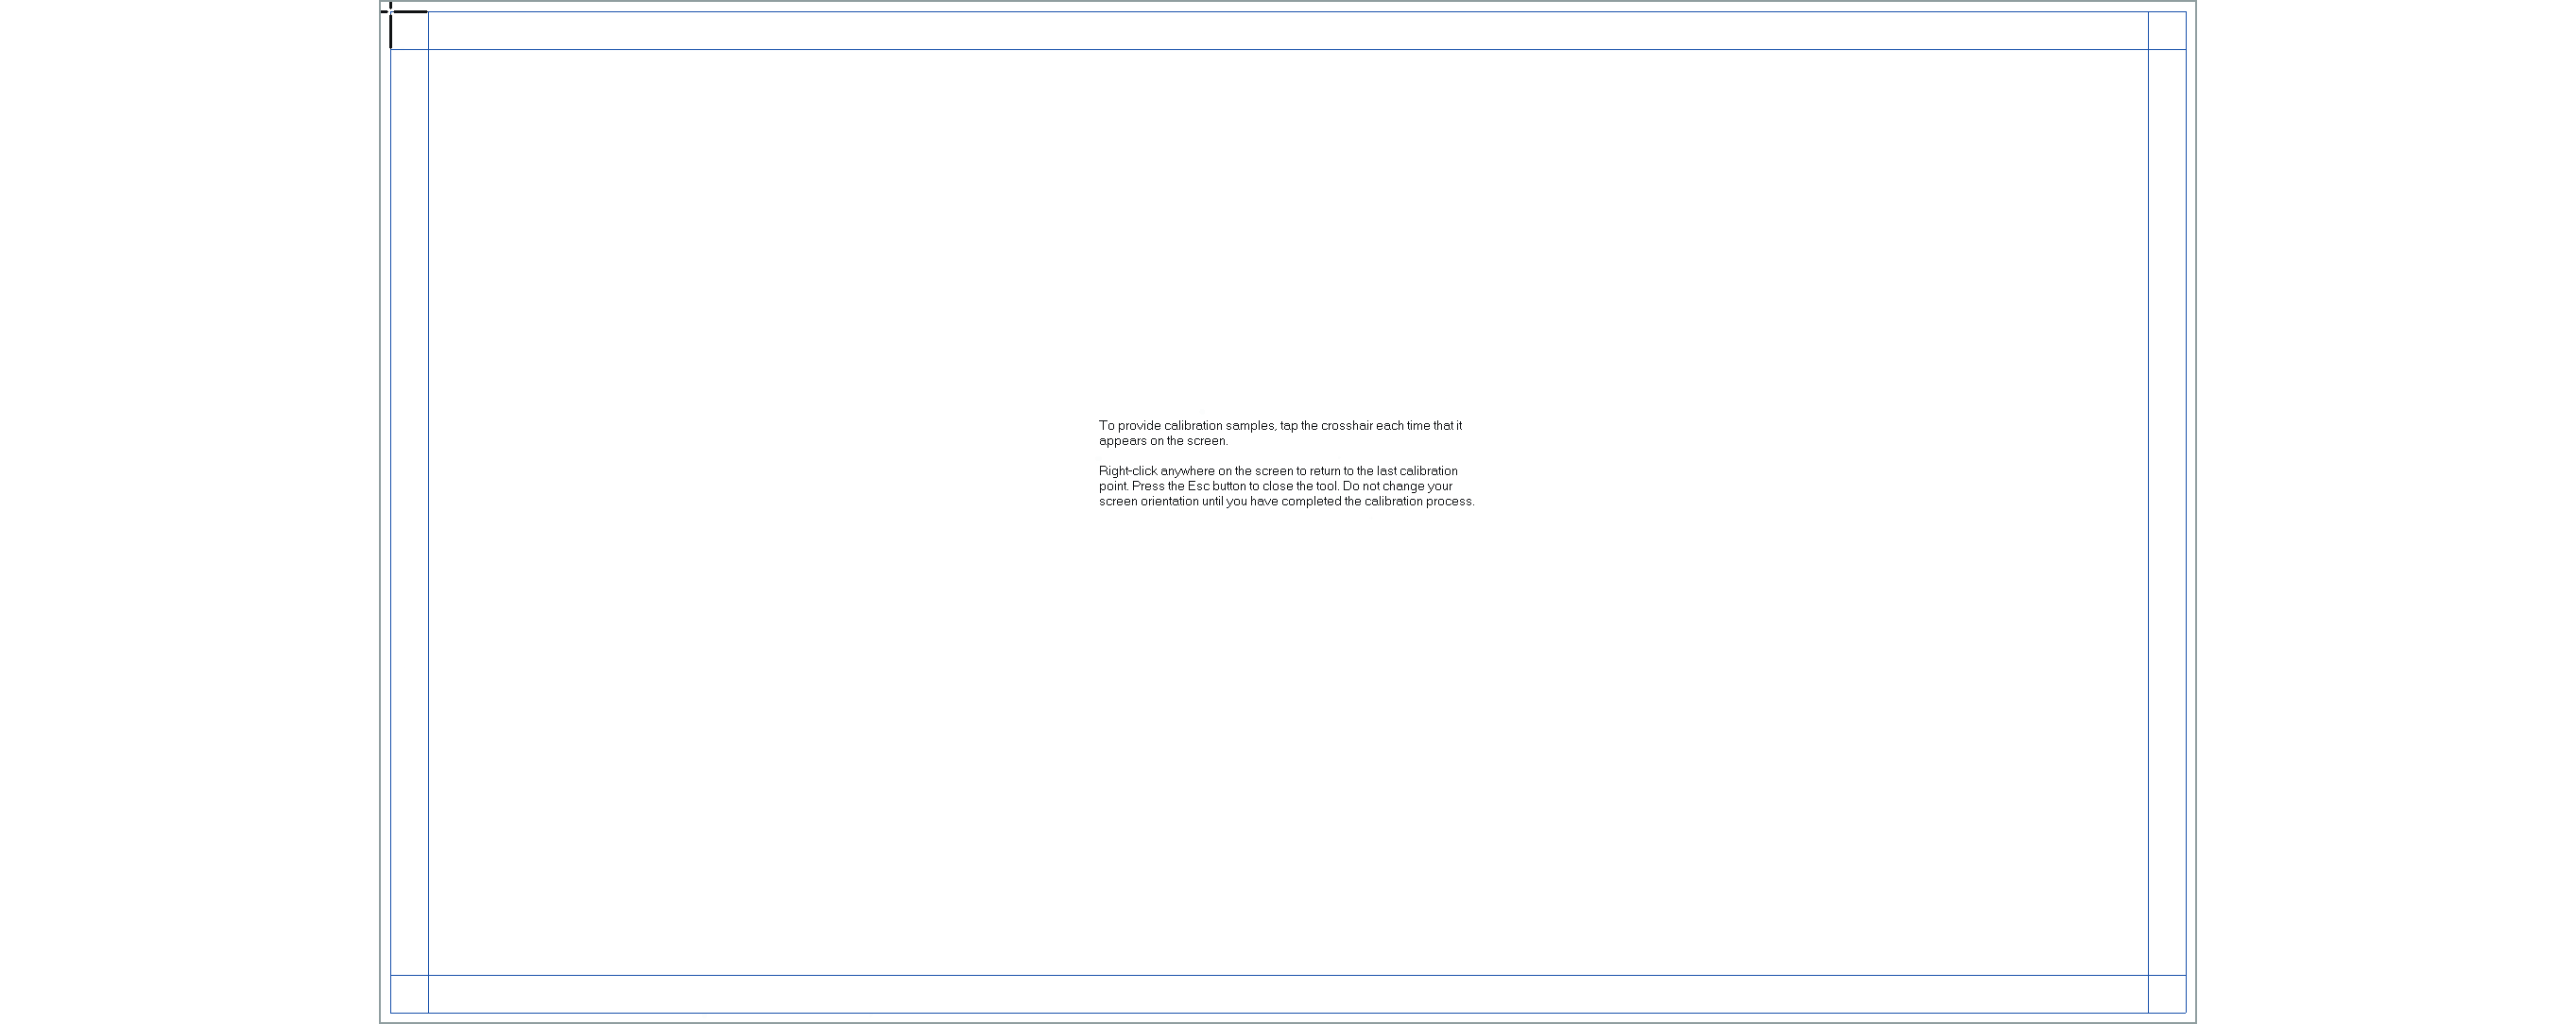 To provide calibration samples, tap the crosshair each time that it
appears on the screen.
Right-click anywhere on the screen to return to the last calibration
point. Press the Esc button to close the tool. Do not change your
screen orientation until you have completed the calibration process.